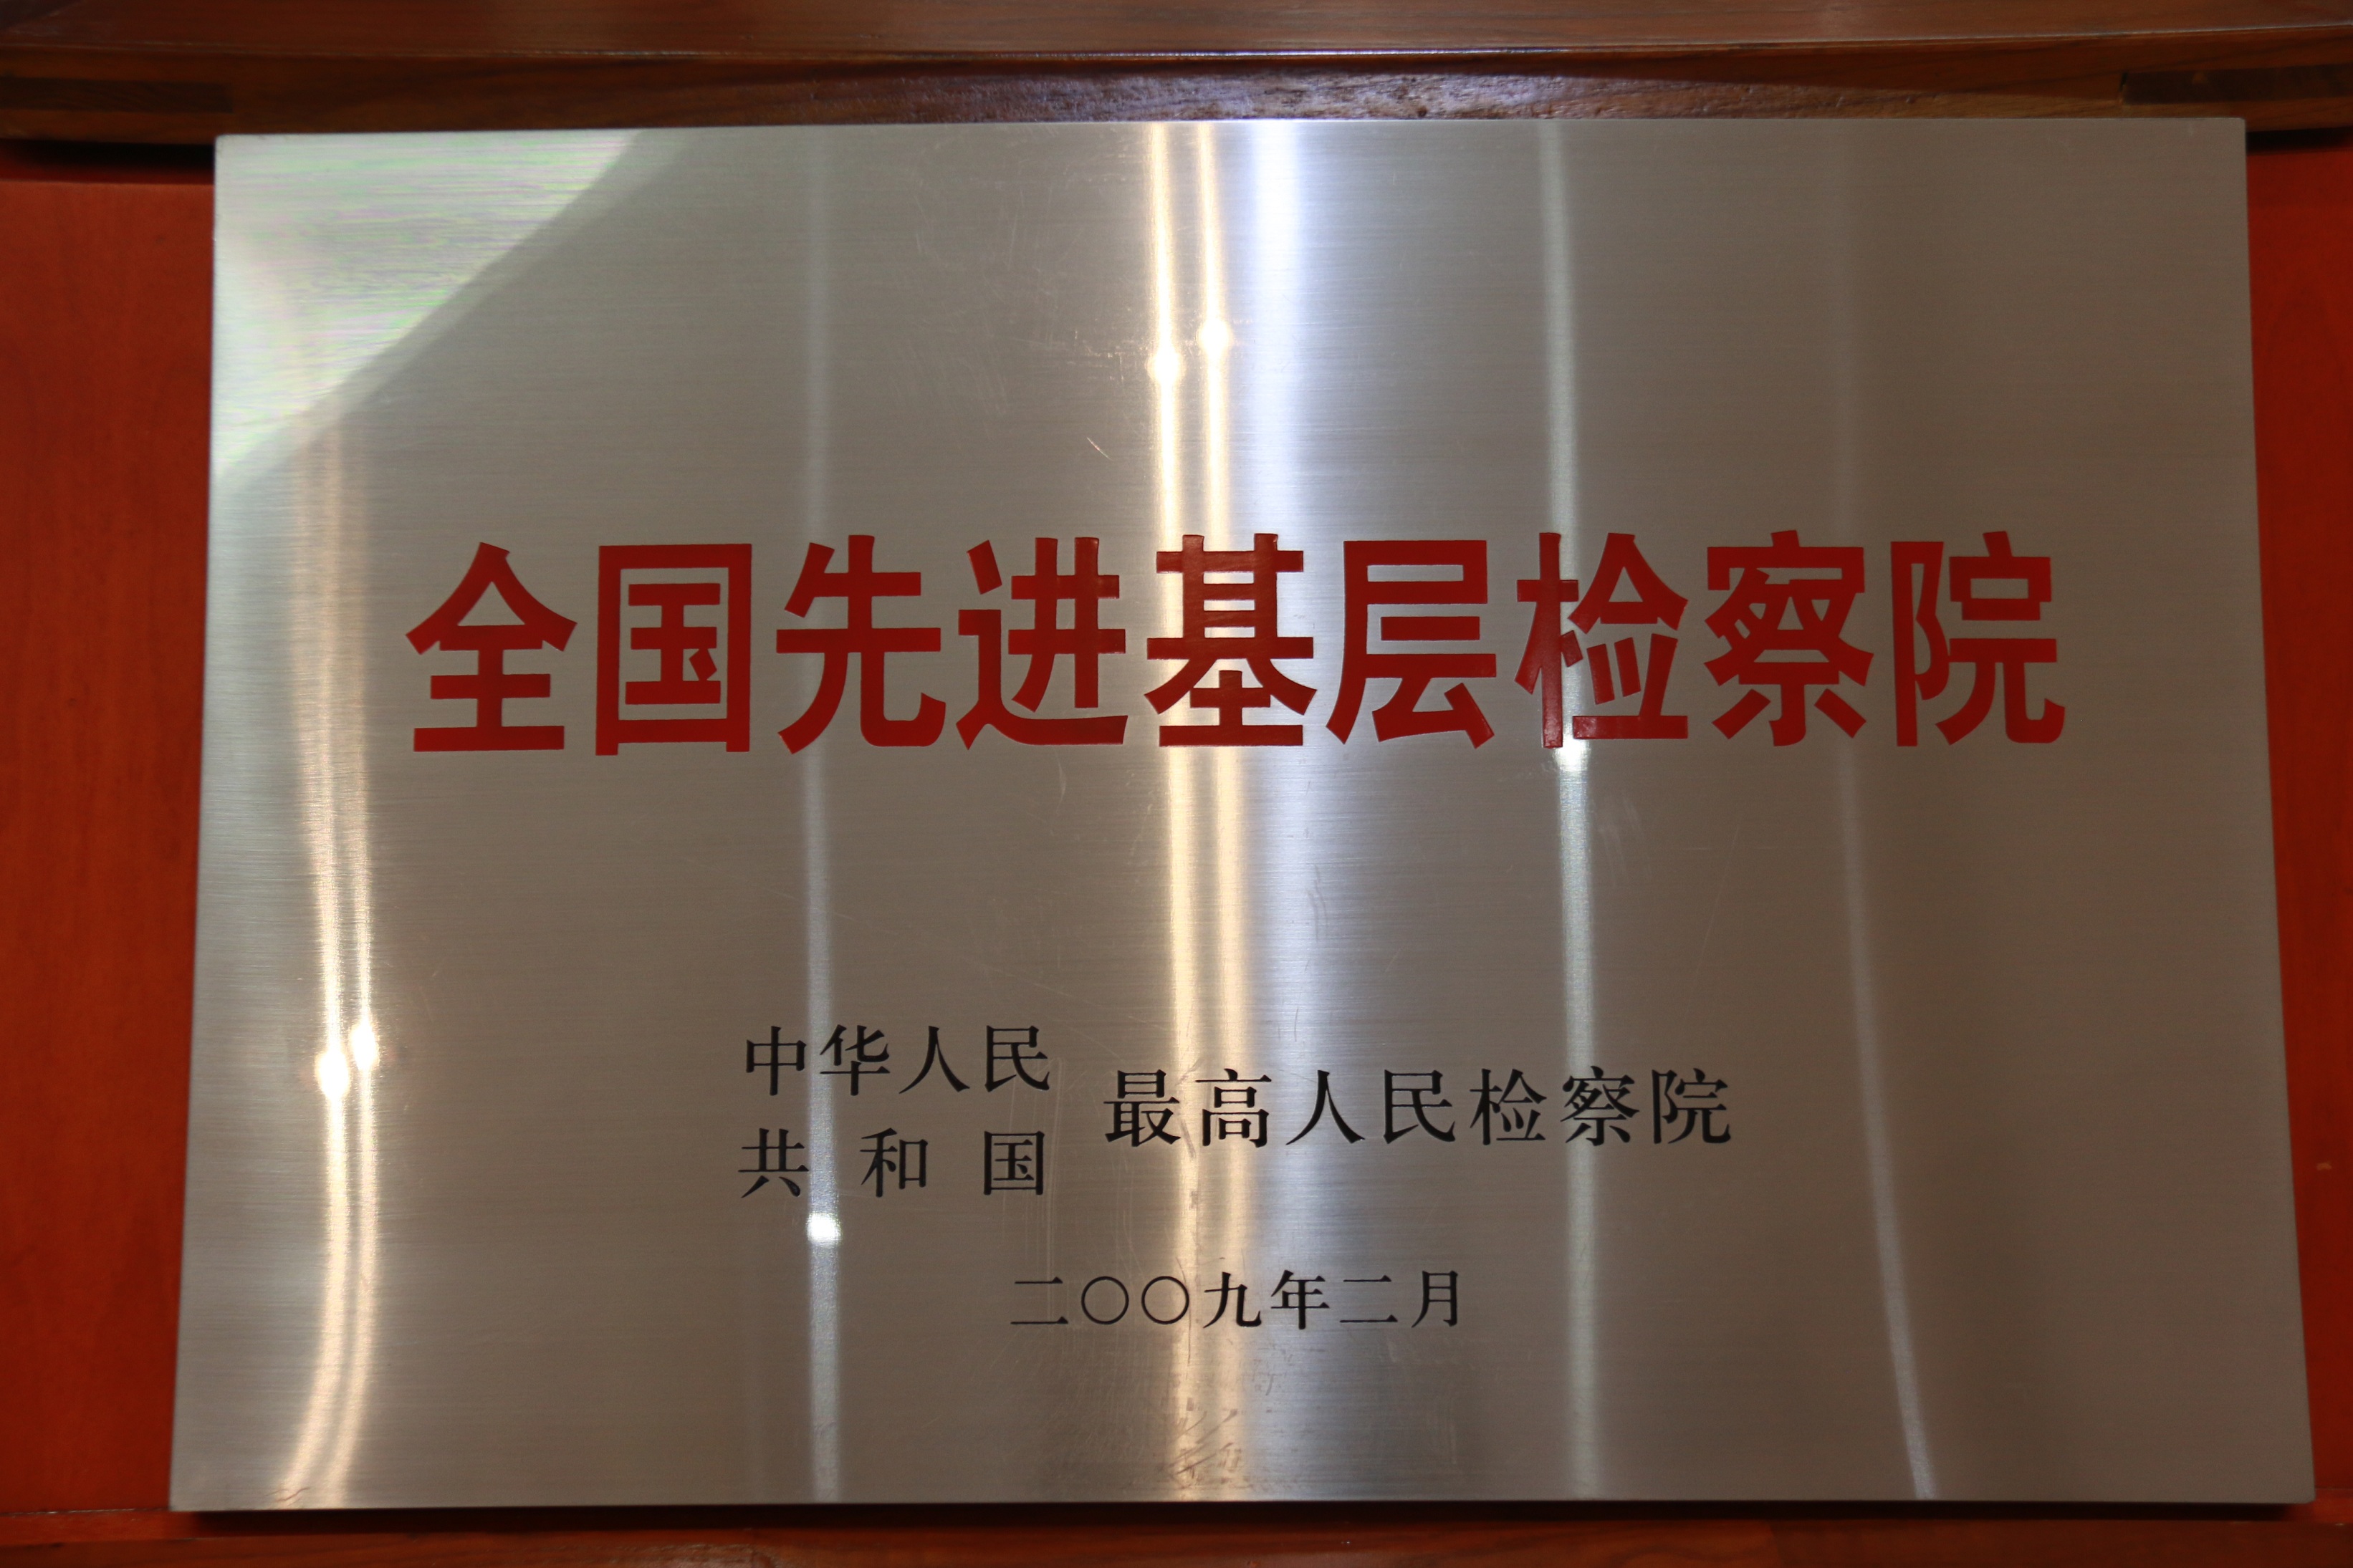 全国先进基层检察院
中华人民
共和国
最高人民检察院
二〇〇九年二月